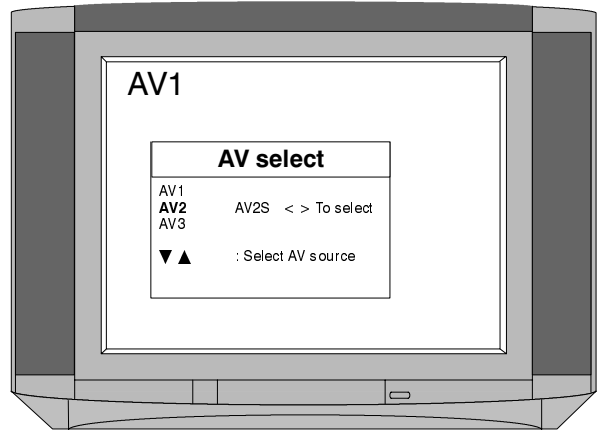 AV1
AV select
AV1
AV2 AV2S < > To select
AV3
▼▲ : Select AV source